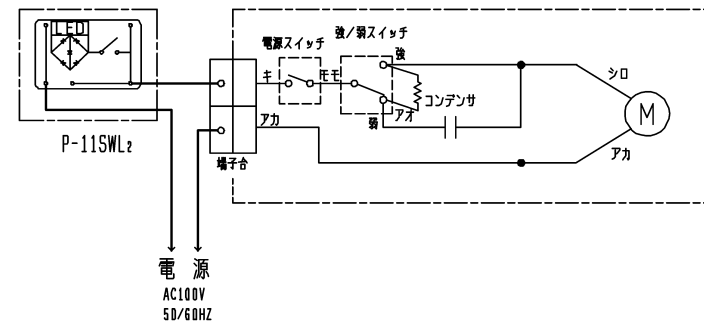 LED
P-11SWL2
電源スイッチ
強/弱スイッチ
強
キ
モモ
弱
アオ
コンデンサ
シロ
M
アカ
アカ
端子台
電源
AC100V
50/60HZ